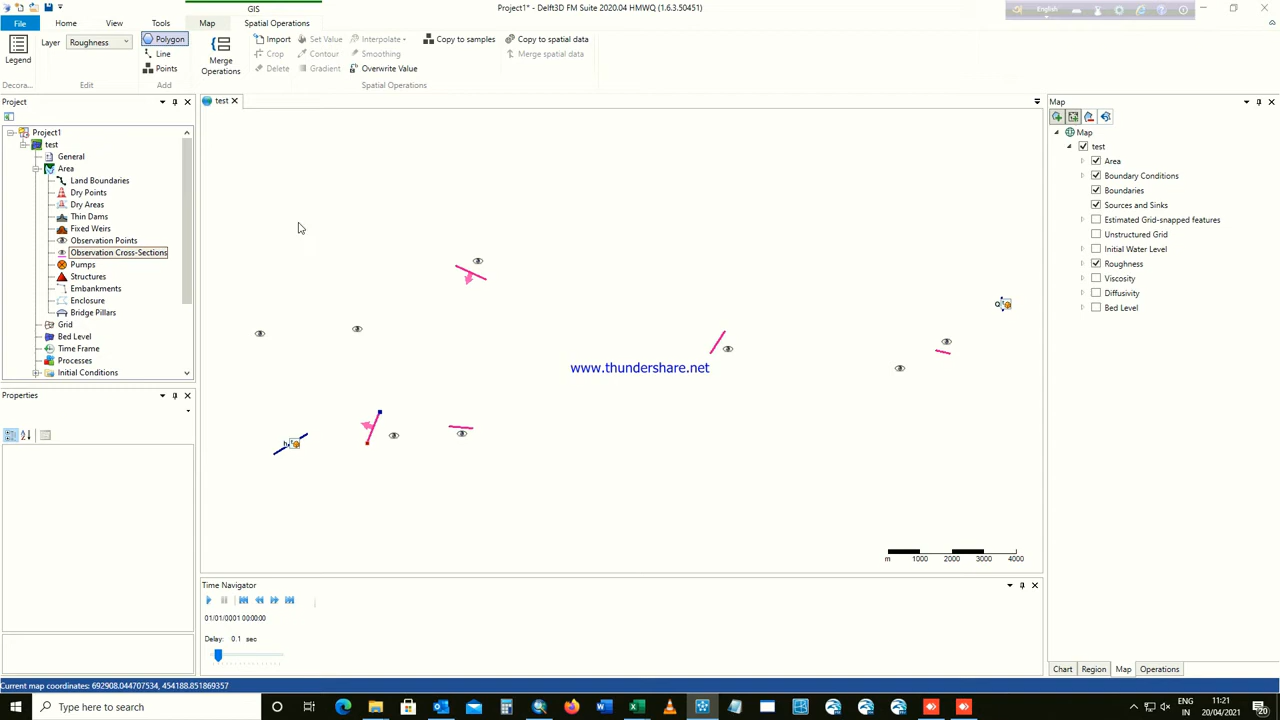 GIS
Project1* - Delft3D FM Suite 2020.04 HMWQ (1.6.3.50451)
English
File
Home
View
Tools
Map
Spatial Operations
Legend
Layer
Roughness
Polygon
Line
Points
Merge Operations
Import
Set Value
Interpolate
Copy to samples
Copy to spatial data
Crop
Contour
Smoothing
Merge spatial data
Delete
Gradient
Overwrite Value
Decora...
Edit
Add
Spatial Operations
Project
test
Map
Project1
test
General
Area
Land Boundaries
Dry Points
Dry Areas
Thin Dams
Fixed Weirs
Observation Points
Observation Cross-Sections
Pumps
Structures
Embankments
Enclosure
Bridge Pillars
Grid
Bed Level
Time Frame
Processes
Initial Conditions
Properties
www.thundershare.net
m 1000 2000 3000 4000
Time Navigator
01/01/0001 00:00:00
Delay: 0.1 sec
Map
test
Area
Boundary Conditions
Boundaries
Sources and Sinks
Estimated Grid-snapped features
Unstructured Grid
Initial Water Level
Roughness
Viscosity
Diffusivity
Bed Level
Chart
Region
Map
Operations
Current map coordinates: 692908.044707534, 454188.851869357
Type here to search
ENG
IN
11:21
20/04/2021
20